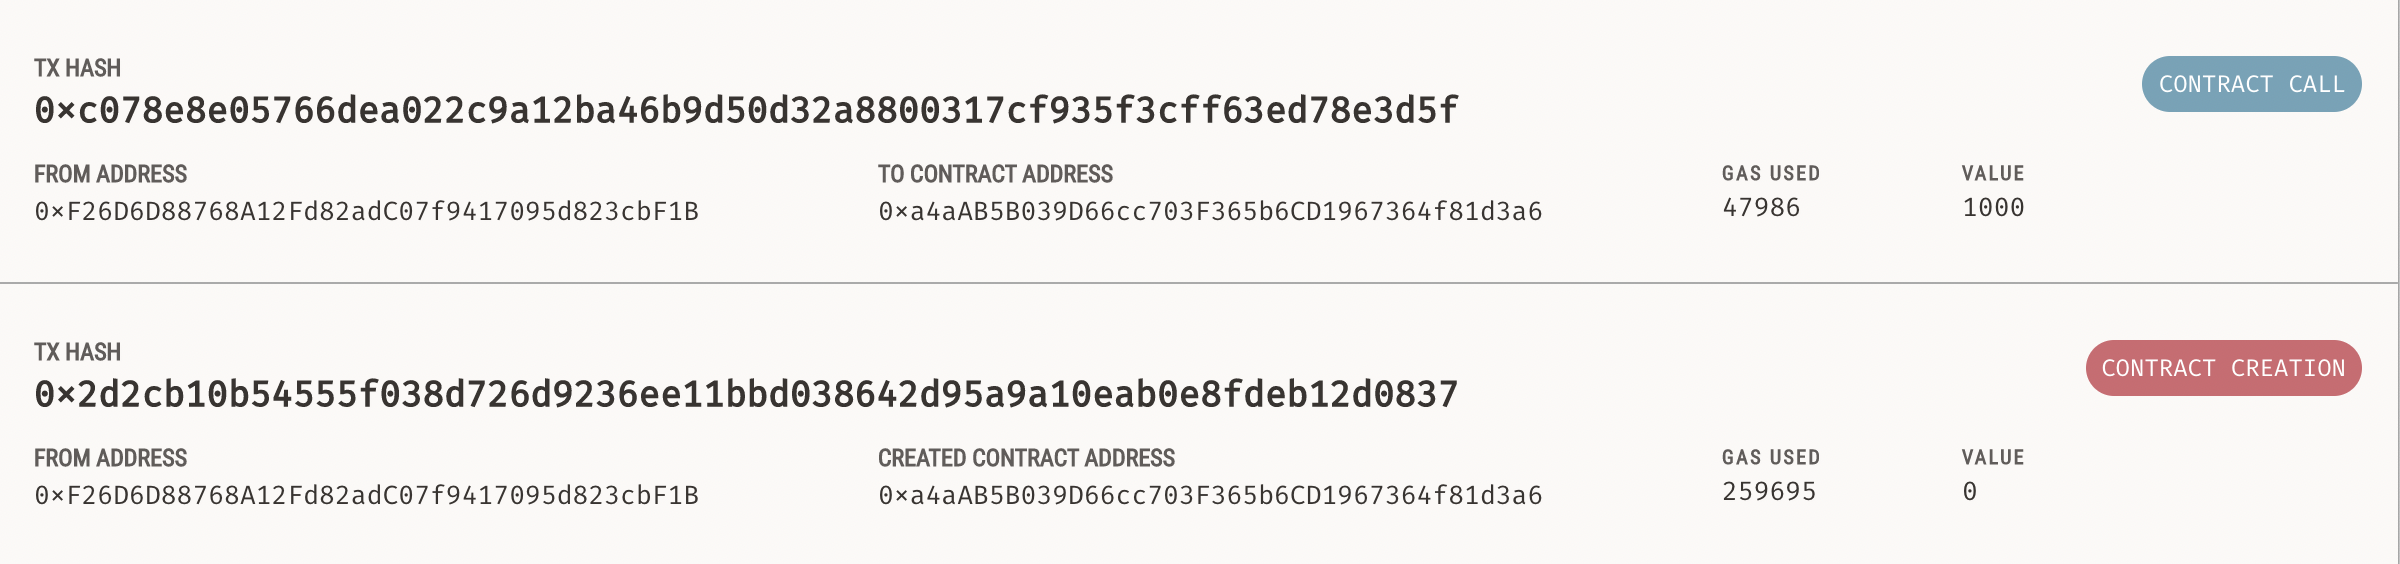 TX HASH
0×c078e8e05766dea022c9a12ba46b9d50d32a8800317cf935f3cff63ed78e3d5f
CONTRACT CALL
FROM ADDRESS
0×F26D6D88768A12Fd82adC07f9417095d823cbF1B
TO CONTRACT ADDRESS
0×a4aAB5B039D66cc703F365b6CD1967364f81d3a6
GAS USED
47986
VALUE
1000
TX HASH
0×2d2cb10b54555f038d726d9236ee11bbd038642d95a9a10eab0e8fdeb12d0837
CONTRACT CREATION
FROM ADDRESS
0×F26D6D88768A12Fd82adC07f9417095d823cbF1B
CREATED CONTRACT ADDRESS
0×a4aAB5B039D66cc703F365b6CD1967364f81d3a6
GAS USED
259695
VALUE
0